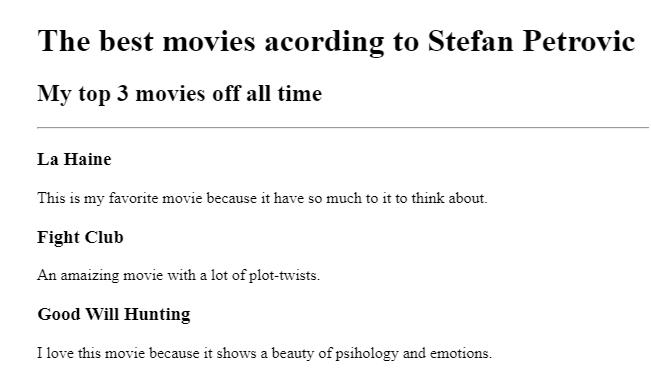 The best movies acording to Stefan Petrovic
My top 3 movies off all time
La Haine
This is my favorite movie because it have so much to it to think about.
Fight Club
An amaizing movie with a lot of plot-twists.
Good Will Hunting
I love this movie because it shows a beauty of psihology and emotions.